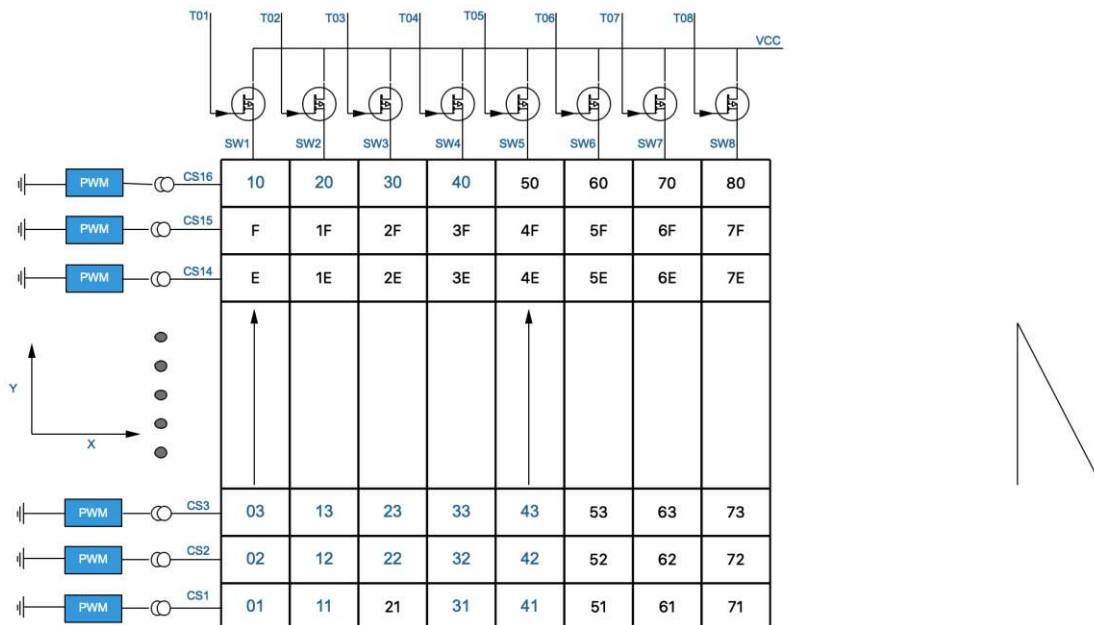 T01 T02 T03 T04 T05 T06 T07 T08
VCC
SW1 SW2 SW3 SW4 SW5 SW6 SW7 SW8
PWM CS16 10 20 30 40 50 60 70 80
PWM CS15 F 1F 2F 3F 4F 5F 6F 7F
PWM CS14 E 1E 2E 3E 4E 5E 6E 7E
Y
X
PWM CS3 03 13 23 33 43 53 63 73
PWM CS2 02 12 22 32 42 52 62 72
PWM CS1 01 11 21 31 41 51 61 71